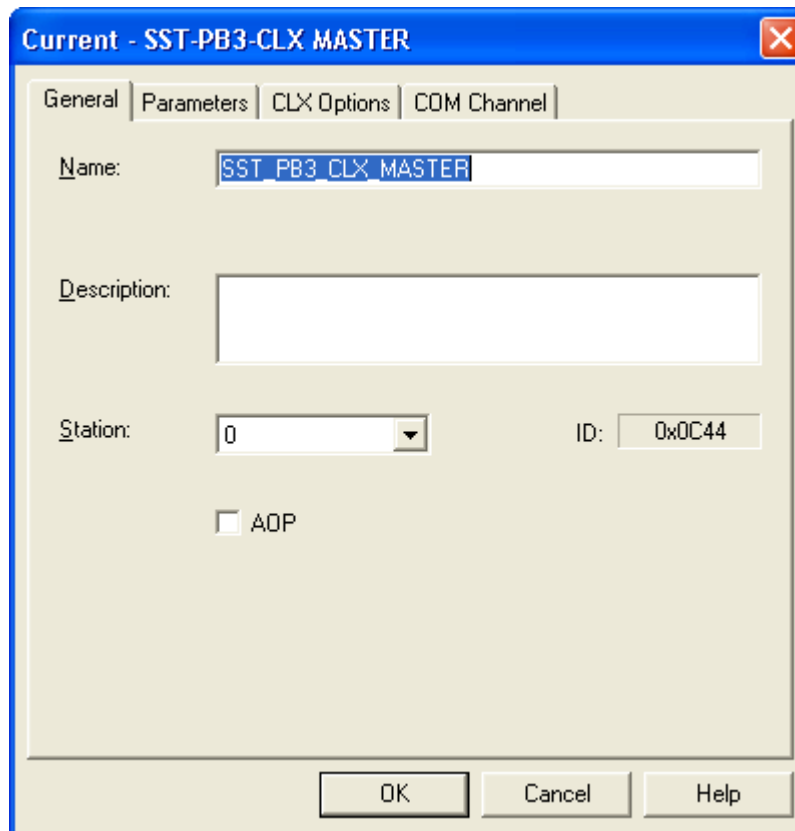 Current - SST-PB3-CLX MASTER
General Parameters CLX Options COM Channel
Name: SST_PB3_CLX_MASTER
Description:
Station: 0 ID: 0x0C44
AOP
OK Cancel Help